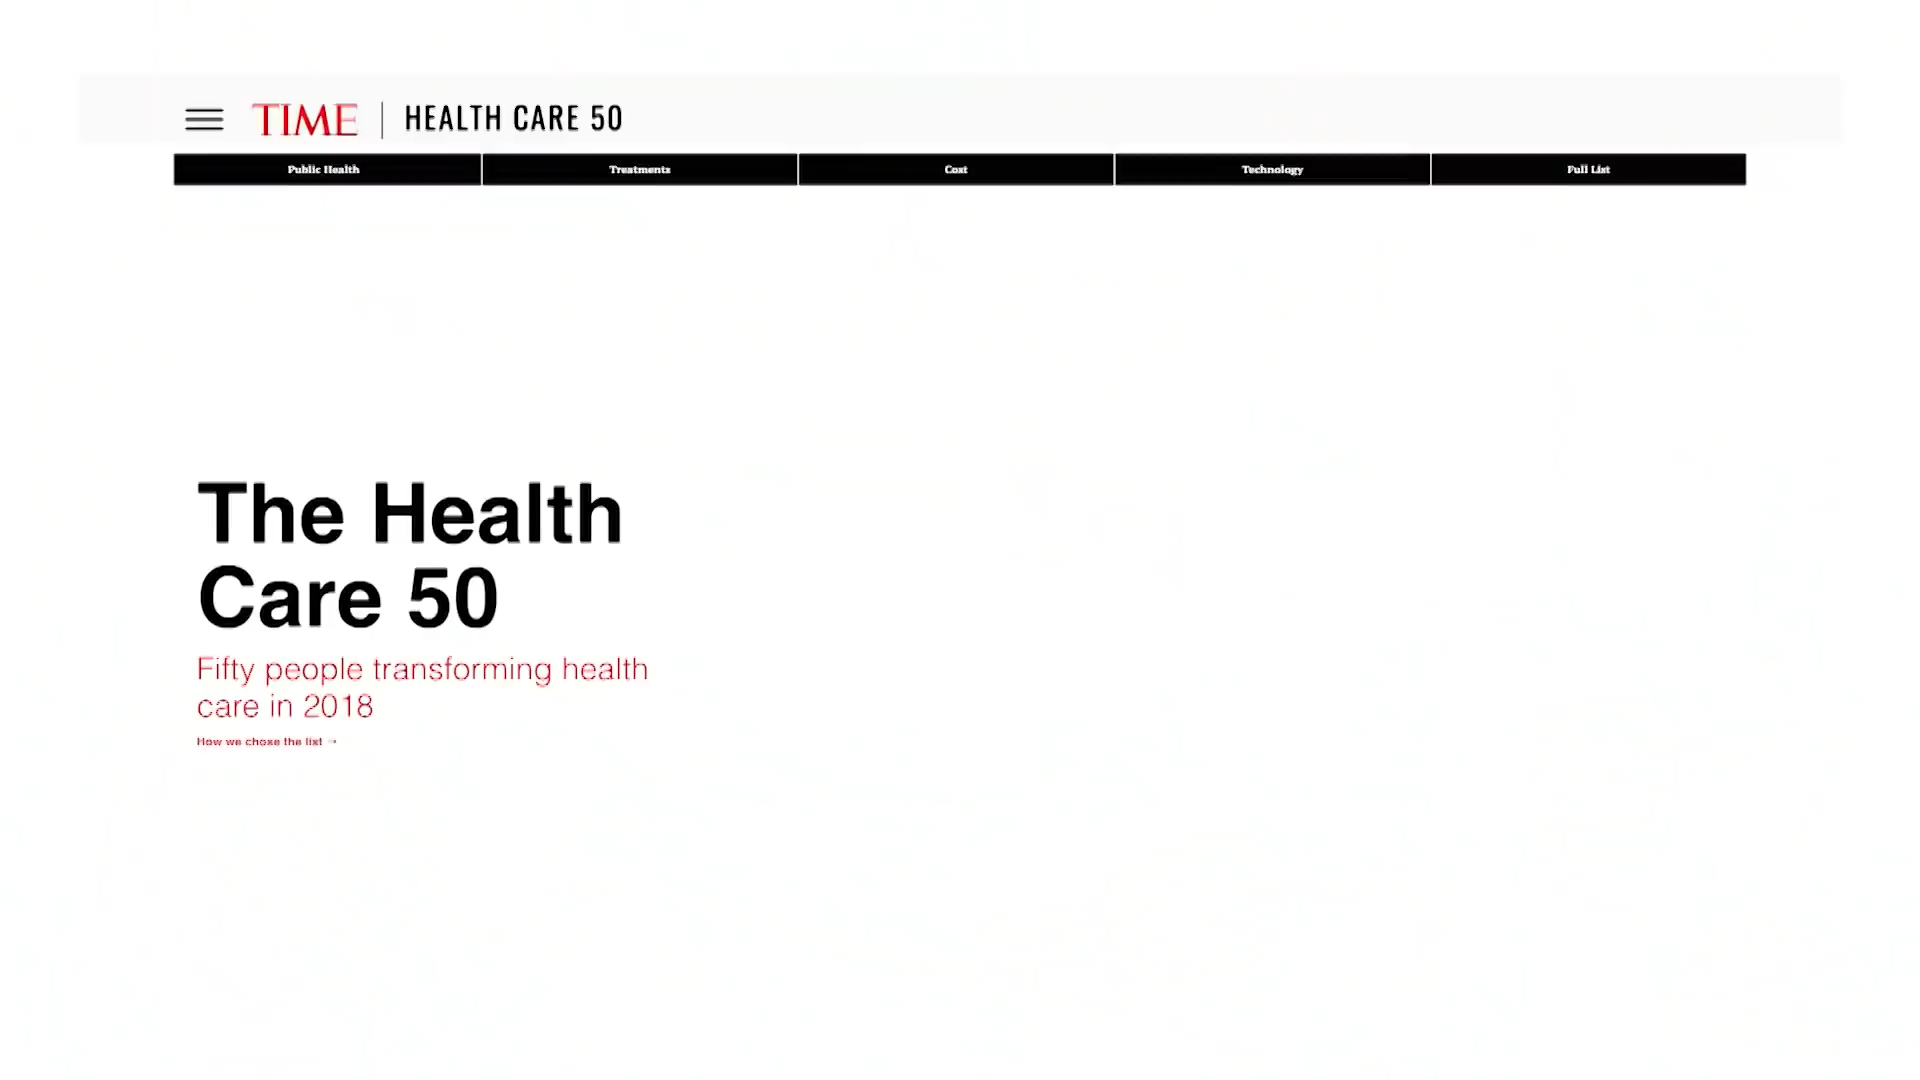 TIME | HEALTH CARE 50
Public Health Treatments Cost Technology Full List
The Health
Care 50
Fifty people transforming health
care in 2018
How we chose the list →